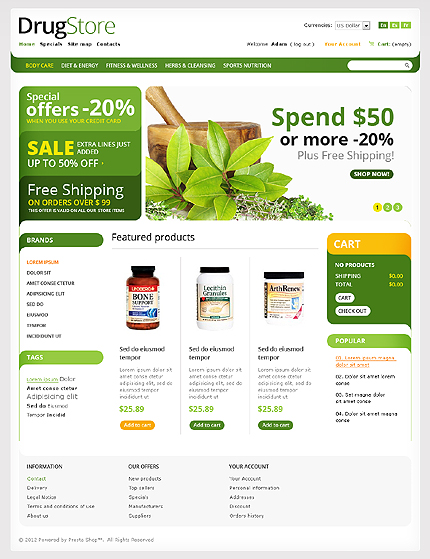 DrugStore
Currencies: US Dollar
En Es Fr
Home Specials Site map Contacts
Welcome Adam ( log out ) Your Account Cart: (empty)
BODY CARE DIET & ENERGY FITNESS & WELLNESS HERBS & CLEANSING SPORTS NUTRITION
Special
offers -20%
WHEN YOU USE YOUR CREDIT CARD
SALE EXTRA LINES JUST ADDED
UP TO 50% OFF
Free Shipping
ON ORDERS OVER $ 99
THIS OFFER IS VALID ON ALL OUR STORE ITEMS
Spend $50
or more -20%
Plus Free Shipping!
SHOP NOW!
1 2 3
BRANDS
LOREM IPSUM
DOLOR SIT
AMET CONSE CTETUR
ADIPISICING ELIT
SED DO
EIUSMOD
TEMPOR
INCIDIDUNT UT
TAGS
Lorem ipsum Dolor
Amet conse ctetur
Adipisicing elit
Sed do Eiusmod
Tempor Incidid
Featured products
BONE
SUPPORT
Lecithin
Granules
ArthRenew
Sed do eiusmod
tempor
Lorem ipsum dolor sit
amet conse ctetur
adipisicing elit, sed
do eiusmod tempor
$25.89
Add to cart
Sed do eiusmod
tempor
Lorem ipsum dolor sit
amet conse ctetur
adipisicing elit, sed
do eiusmod tempor
$25.89
Add to cart
Sed do eiusmod
tempor
Lorem ipsum dolor sit
amet conse ctetur
adipisicing elit, sed
do eiusmod tempor
$25.89
Add to cart
CART
NO PRODUCTS
SHIPPING $0.00
TOTAL $0.00
CART
CHECK OUT
POPULAR
01. Lorem ipsum magna
dolor sit amet
02. Dolor sit amet lorem
conse
03. Set magna dolor
sit amet conse
04. Dolor sit amet magna
conse
INFORMATION
Contact
Delivery
Legal Notice
Terms and conditions of use
About us
OUR OFFERS
New products
Top sellers
Specials
Manufacturers
Suppliers
YOUR ACCOUNT
Your Account
Personal information
Addresses
Discount
Orders history
© 2012 Powered by Presta Shop™. All Rights Reserved